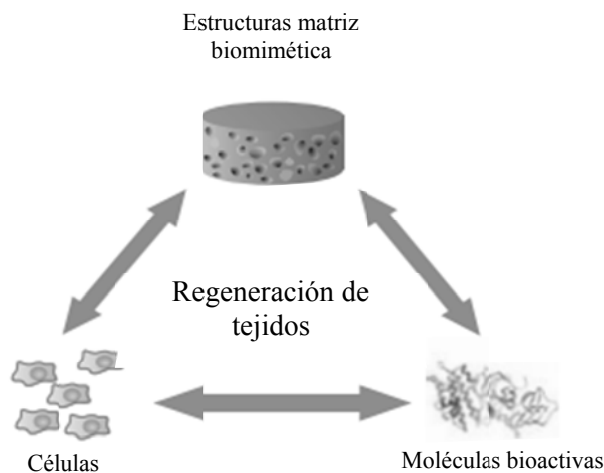 Estructuras matriz
biomimética
Regeneración de
tejidos
Células
Moléculas bioactivas